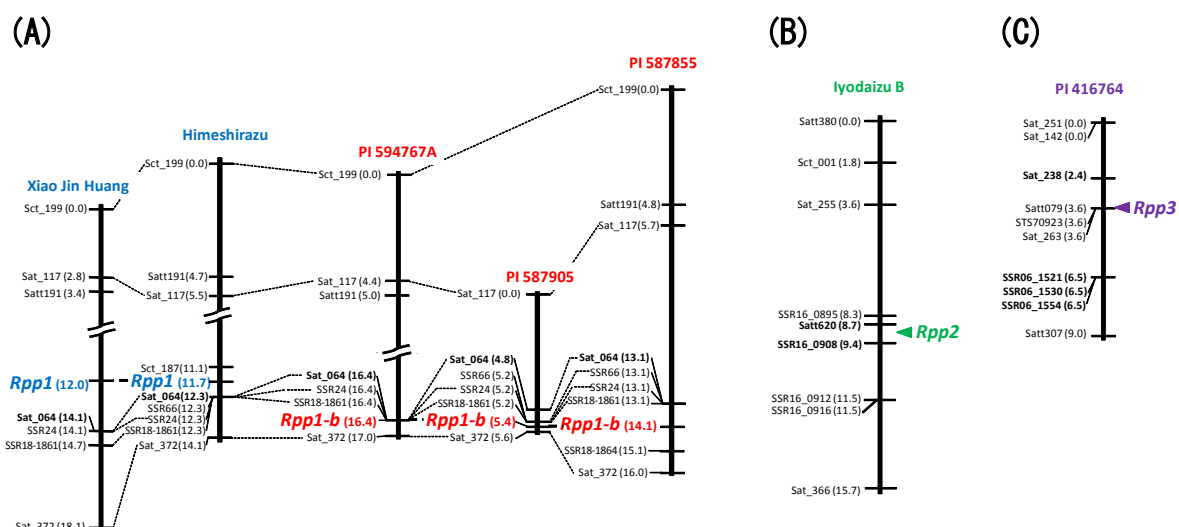 (A)
Xiao Jin Huang
Sct_199 (0.0)
Sat_117 (2.8)
Satt191 (3.4)
Rpp1 (12.0)
Sat_064 (14.1)
SSR24 (14.1)
SSR18-1861(14.7)
Sat_372 (18.1)
Himeshirazu
Sct_199 (0.0)
Satt191(4.7)
Sat_117(5.5)
Sct_187(11.1)
Rpp1 (11.7)
Sat_064(12.3)
SSR66(12.3)
SSR24(12.3)
SSR18-1861(12.3)
Sat_372(14.1)
PI 594767A
Sct_199 (0.0)
Sat_117 (4.4)
Satt191 (5.0)
Sat_064 (16.4)
SSR24 (16.4)
SSR18-1861(16.4)
Rpp1-b (16.4)
Sat_372 (17.0)
PI 587905
Sat_117 (0.0)
Sat_064 (4.8)
SSR66 (5.2)
SSR24 (5.2)
SSR18-1861(5.2)
Rpp1-b (5.4)
Sat_372 (5.6)
PI 587855
Sct_199(0.0)
Satt191(4.8)
Sat_117(5.7)
Sat_064 (13.1)
SSR66 (13.1)
SSR24 (13.1)
SSR18-1861(13.1)
Rpp1-b (14.1)
SSR18-1864(15.1)
Sat_372 (16.0)
(B)
Iyodaizu B
Satt380 (0.0)
Sct_001 (1.8)
Sat_255 (3.6)
SSR16_0895 (8.3)
Satt620 (8.7)
Rpp2
SSR16_0908 (9.4)
SSR16_0912 (11.5)
SSR16_0916 (11.5)
Sat_366 (15.7)
(C)
PI 416764
Sat_251 (0.0)
Sat_142 (0.0)
Sat_238 (2.4)
Satt079 (3.6)
Rpp3
STS70923 (3.6)
Sat_263 (3.6)
SSR06_1521 (6.5)
SSR06_1530 (6.5)
SSR06_1554 (6.5)
Satt307 (9.0)